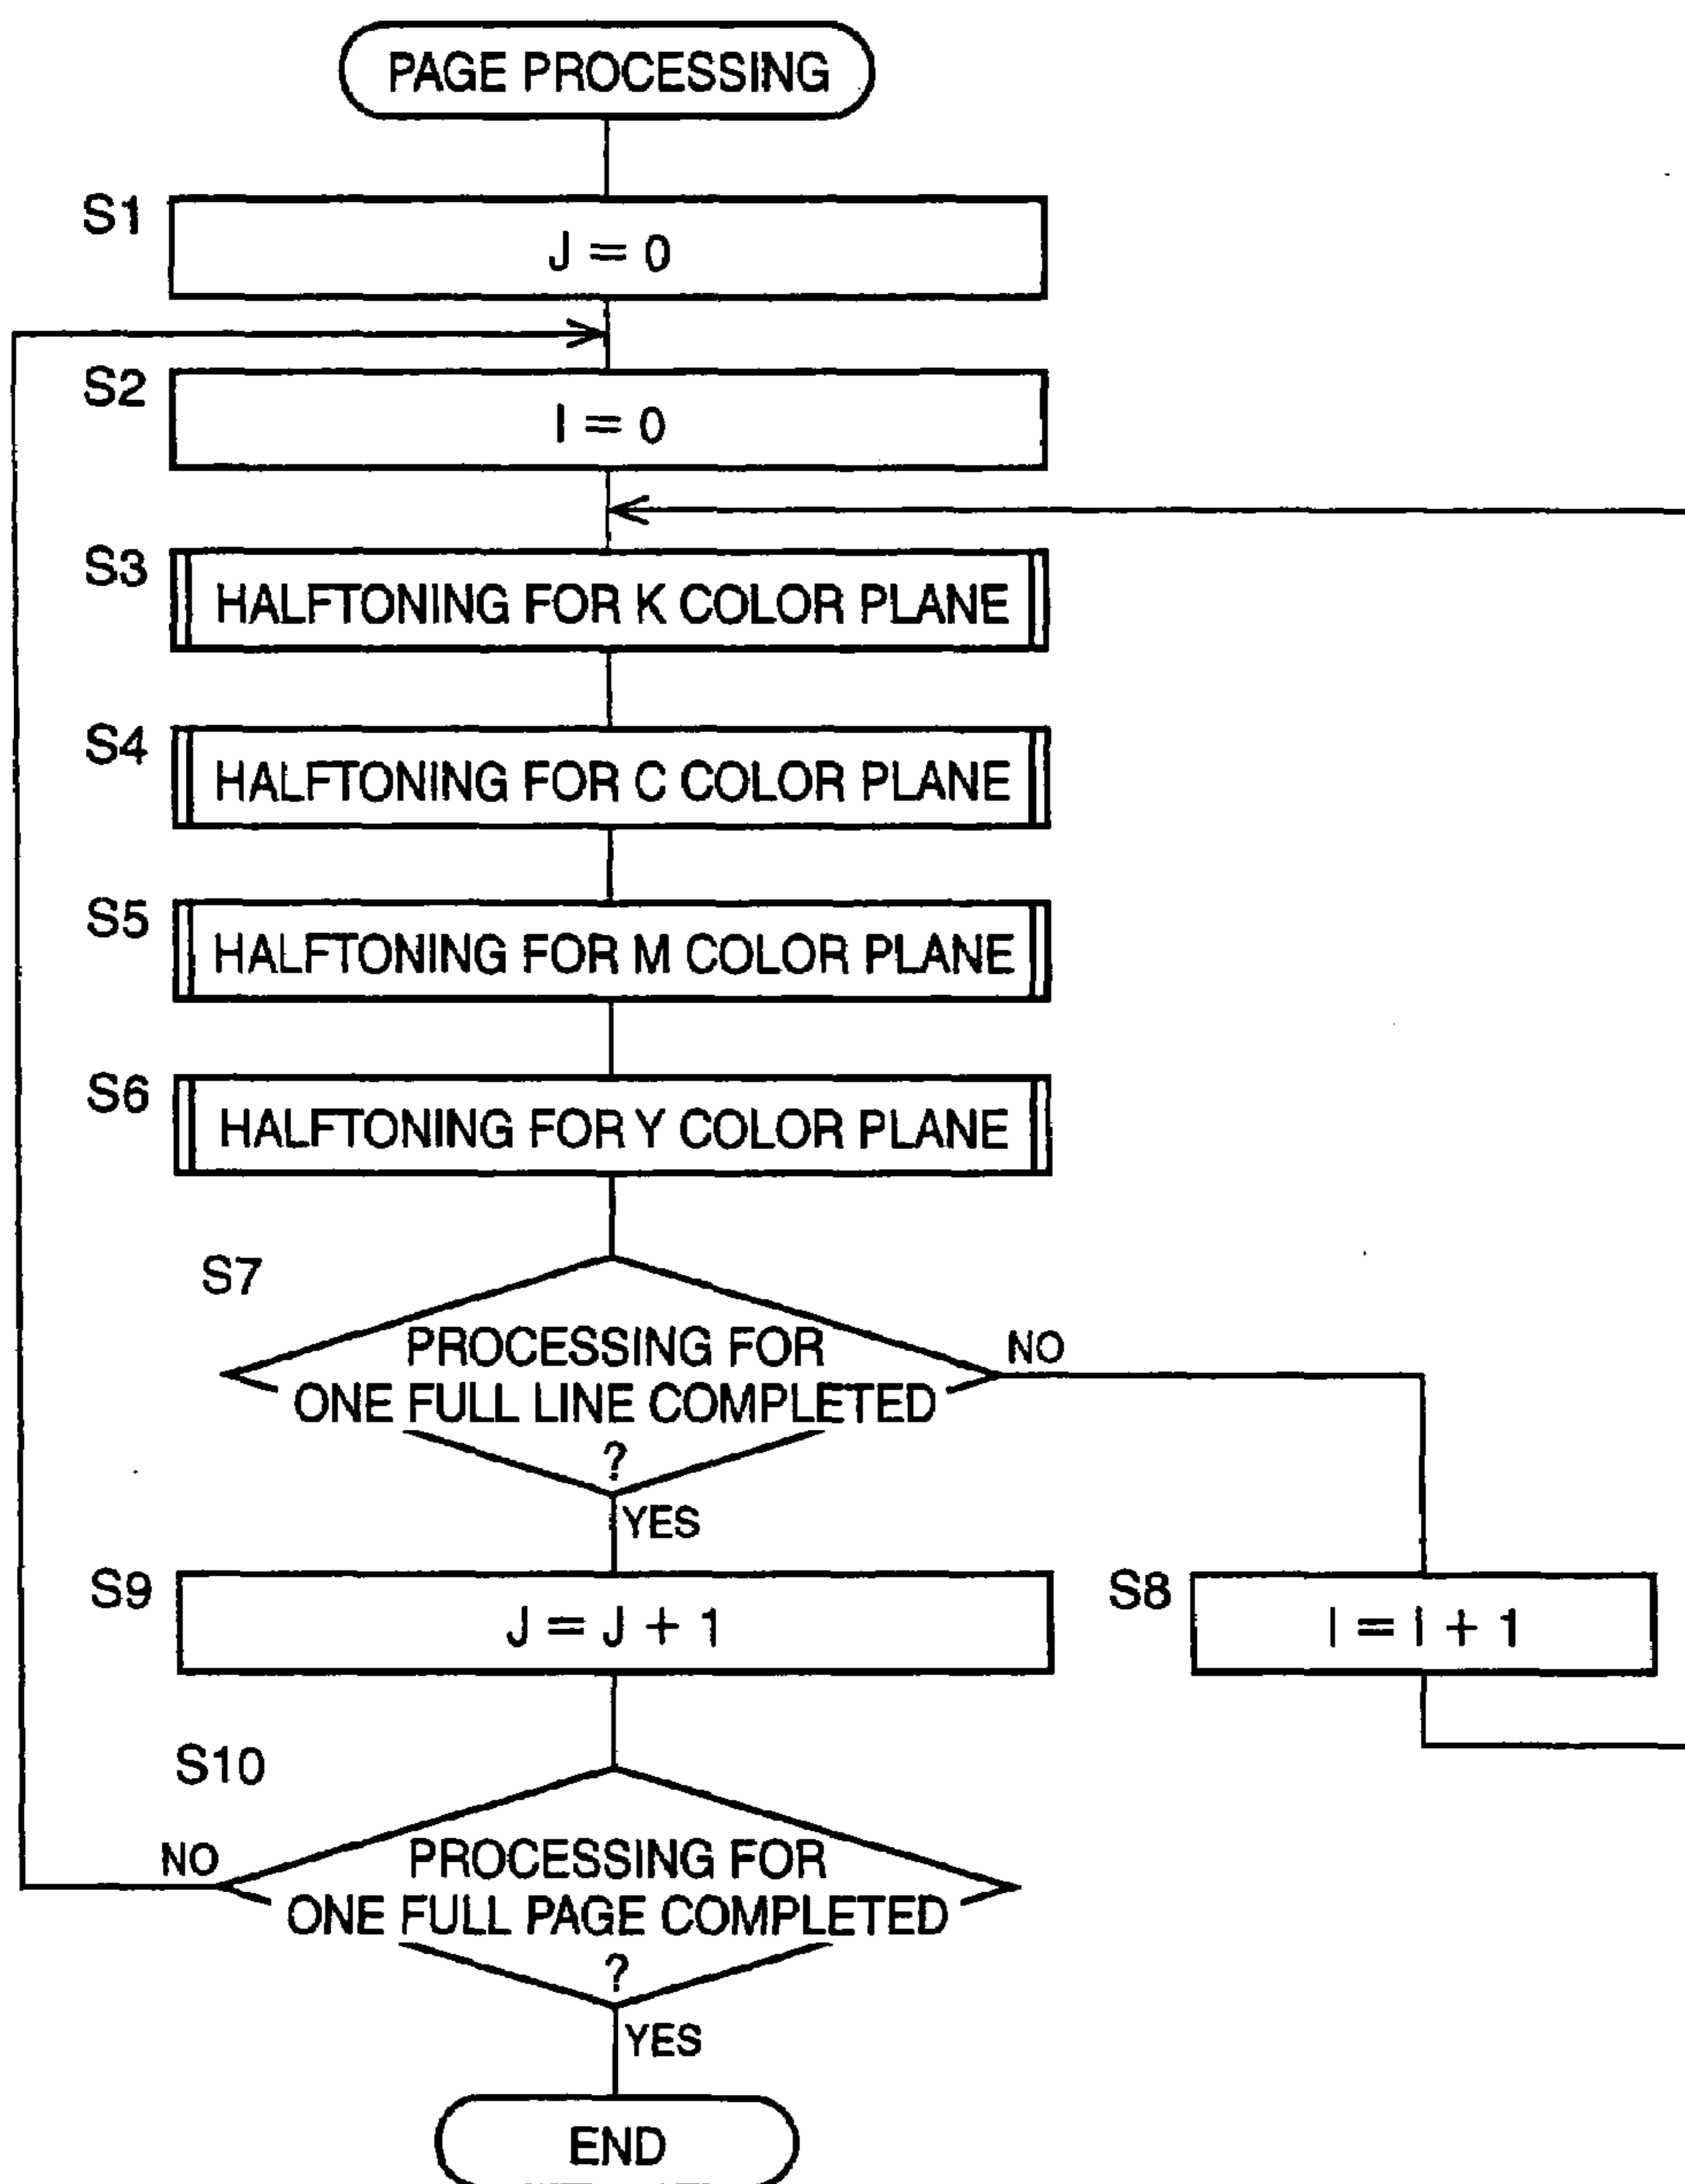 PAGE PROCESSING
S1
J = 0
S2
I = 0
S3
HALFTONING FOR K COLOR PLANE
S4
HALFTONING FOR C COLOR PLANE
S5
HALFTONING FOR M COLOR PLANE
S6
HALFTONING FOR Y COLOR PLANE
S7
PROCESSING FOR
ONE FULL LINE COMPLETED
?
NO
YES
S9
J = J + 1
S8
I = I + 1
S10
PROCESSING FOR
ONE FULL PAGE COMPLETED
?
NO
YES
END